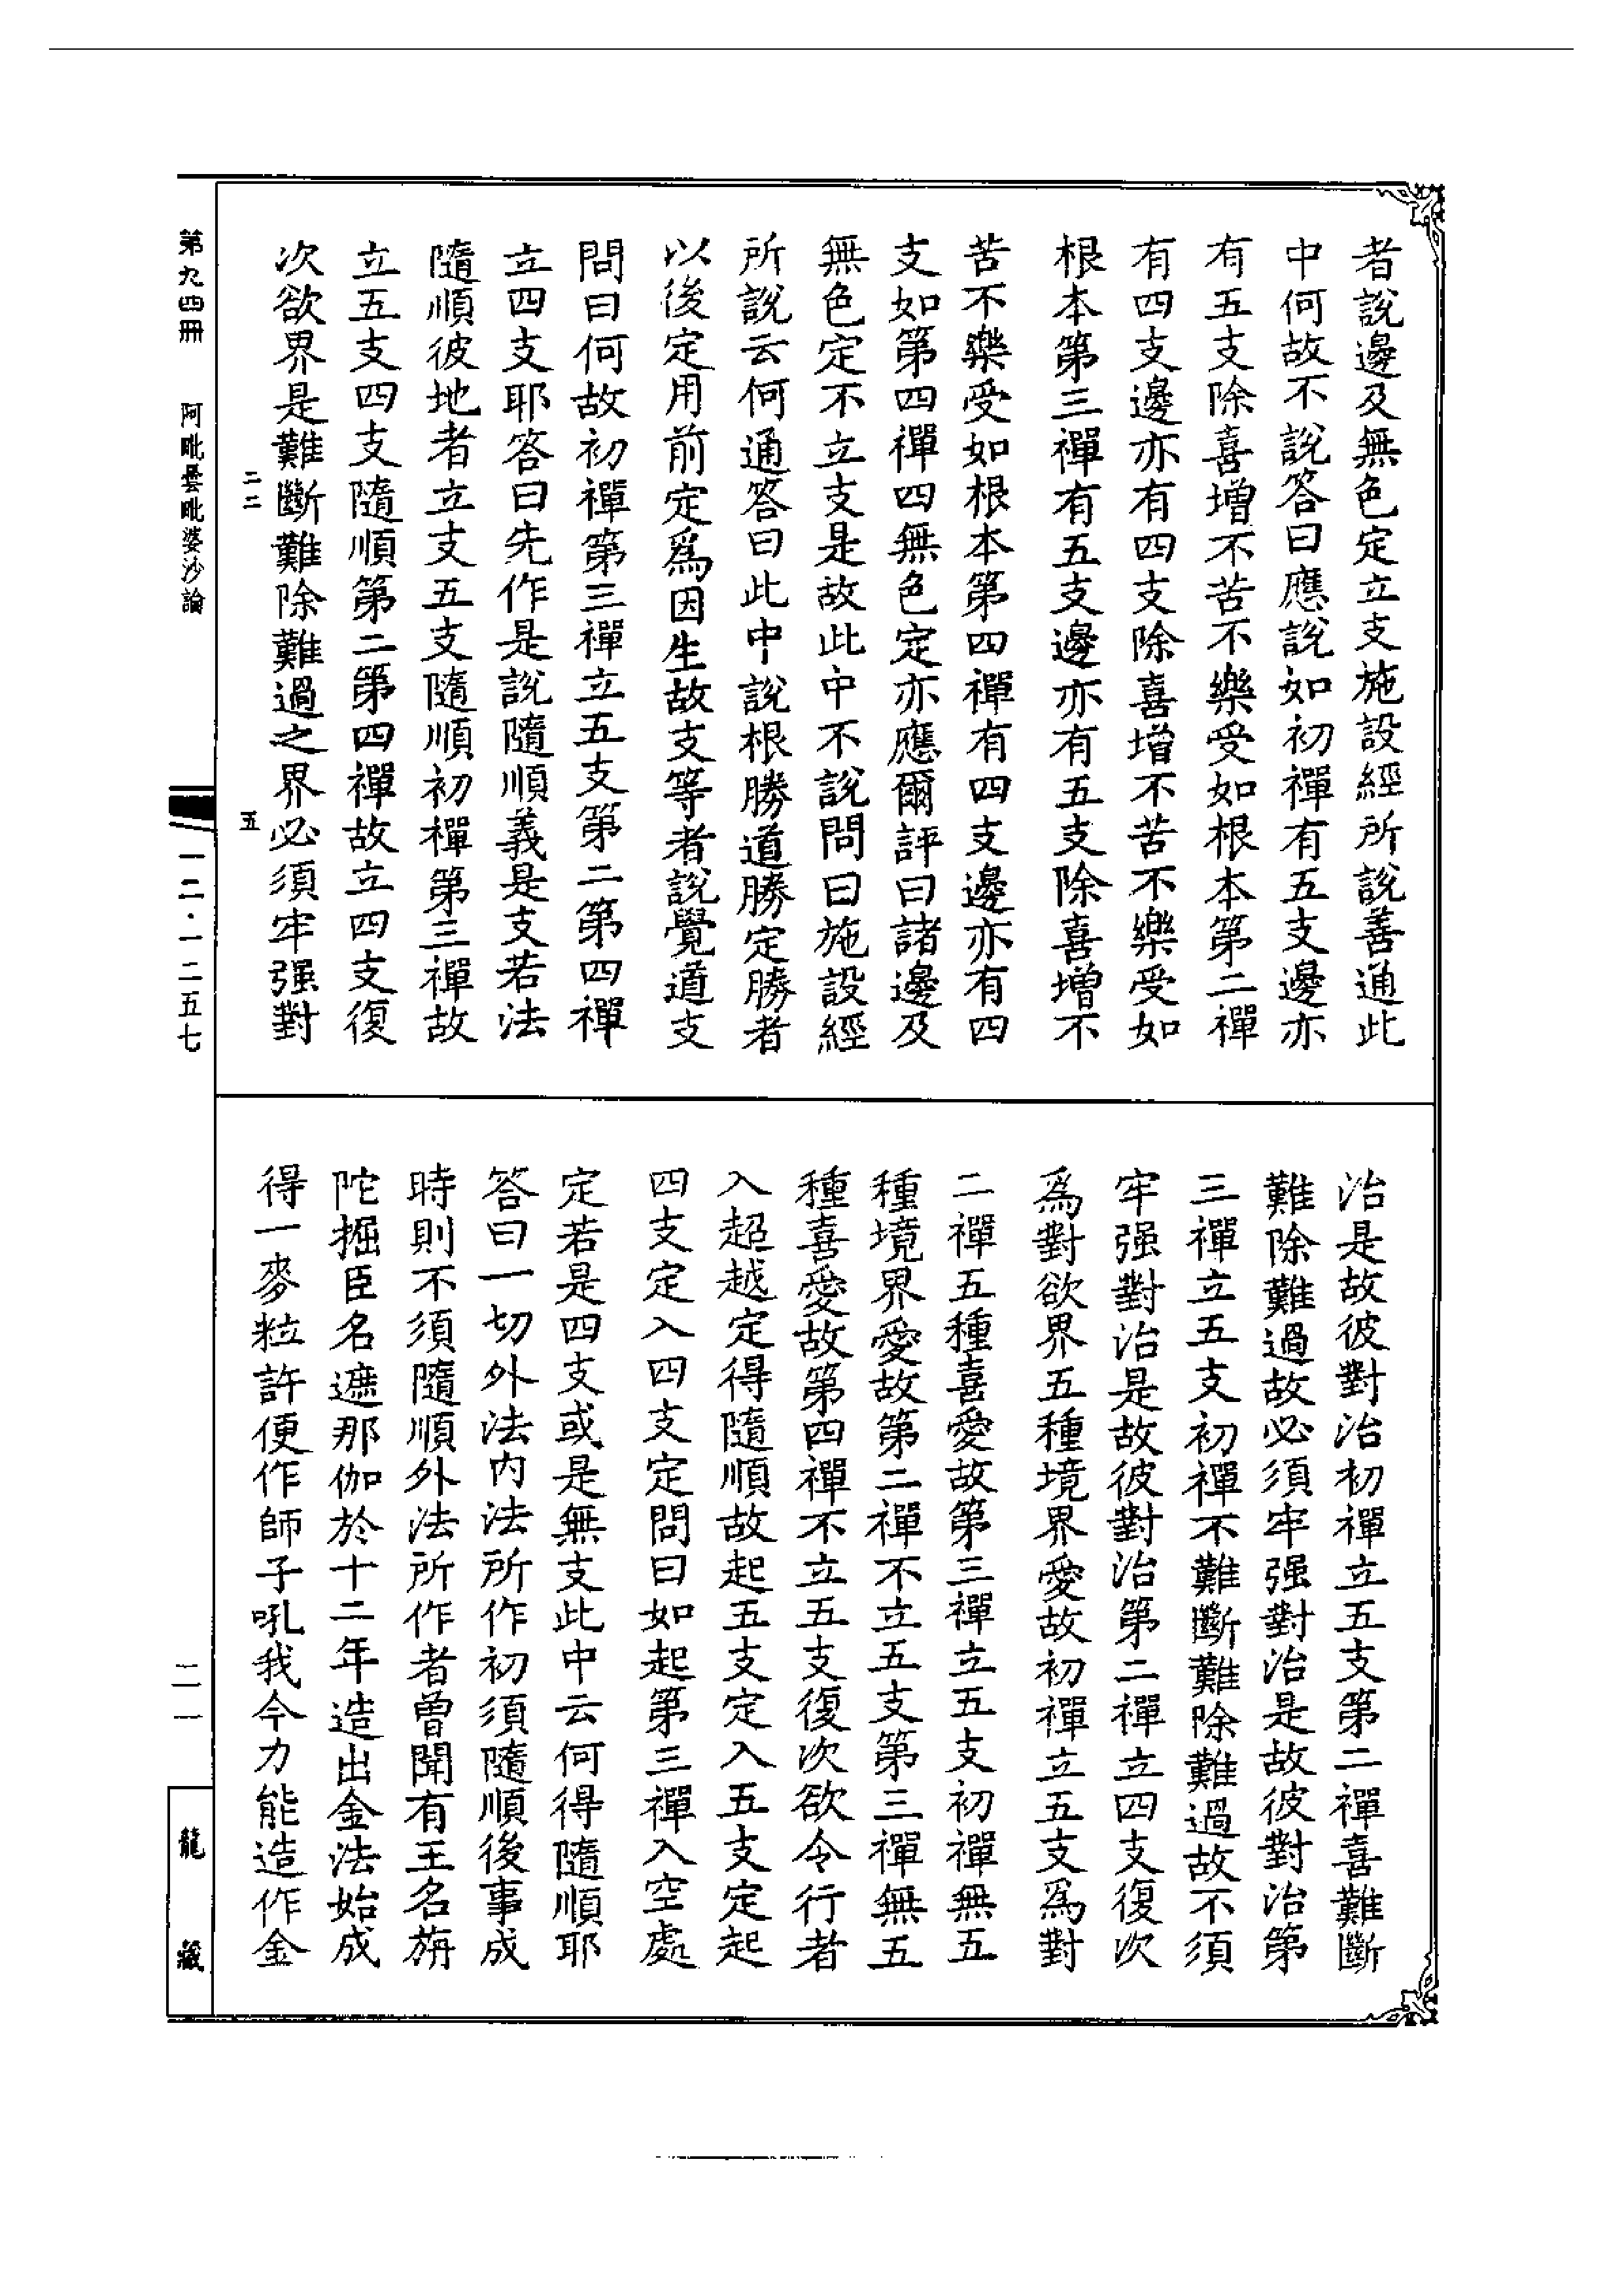 者說邊及無色定立支施設經所說善通此
中何故不說答曰應說如初禪有五支邊亦
有五支除喜增不苦不樂受如根本第二禪
有四支邊亦有四支除喜增不苦不樂受如
根本第三禪有五支邊亦有五支除喜增不
苦不樂受如根本第四禪有四支邊亦有四
支如第四禪四無色定亦應爾評曰諸邊及
無色定不立支是故此中不說問曰施設經
所說云何通答曰此中說根勝道勝定勝者
以後定用前定爲因生故支等者說覺道支
問曰何故初禪第三禪立五支第二第四禪
立四支耶答曰先作是說隨順義是支若法
隨順彼地者立支五支隨順初禪第三禪故
立五支四支隨順第二第四禪故立四支復
次欲界是難斷難除難過之界必須牢强對
二二
五
治是故彼對治初禪立五支第二禪喜難斷
難除難過故必須牢强對治是故彼對治第
三禪立五支初禪不難斷難除難過故不須
牢强對治是故彼對治第二禪立四支復次
爲對欲界五種境界愛故初禪立五支爲對
二禪五種喜愛故第三禪立五支初禪無五
種境界愛故第二禪不立五支第三禪無五
種喜愛故第四禪不立五支復次欲令行者
入超越定得隨順故起五支定入五支定起
四支定入四支定問曰如起第三禪入空處
定若是四支或是無支此中云何得隨順耶
答曰一切外法內法所作初須隨順後事成
時則不須隨順外法所作者曾聞有王名旃
陀掘臣名遮那伽於十二年造出金法始成
得一麥粒許便作師子吼我今力能造作金
第九四冊
阿毗曇毗婆沙論
一二·一二五七
二一
龍藏